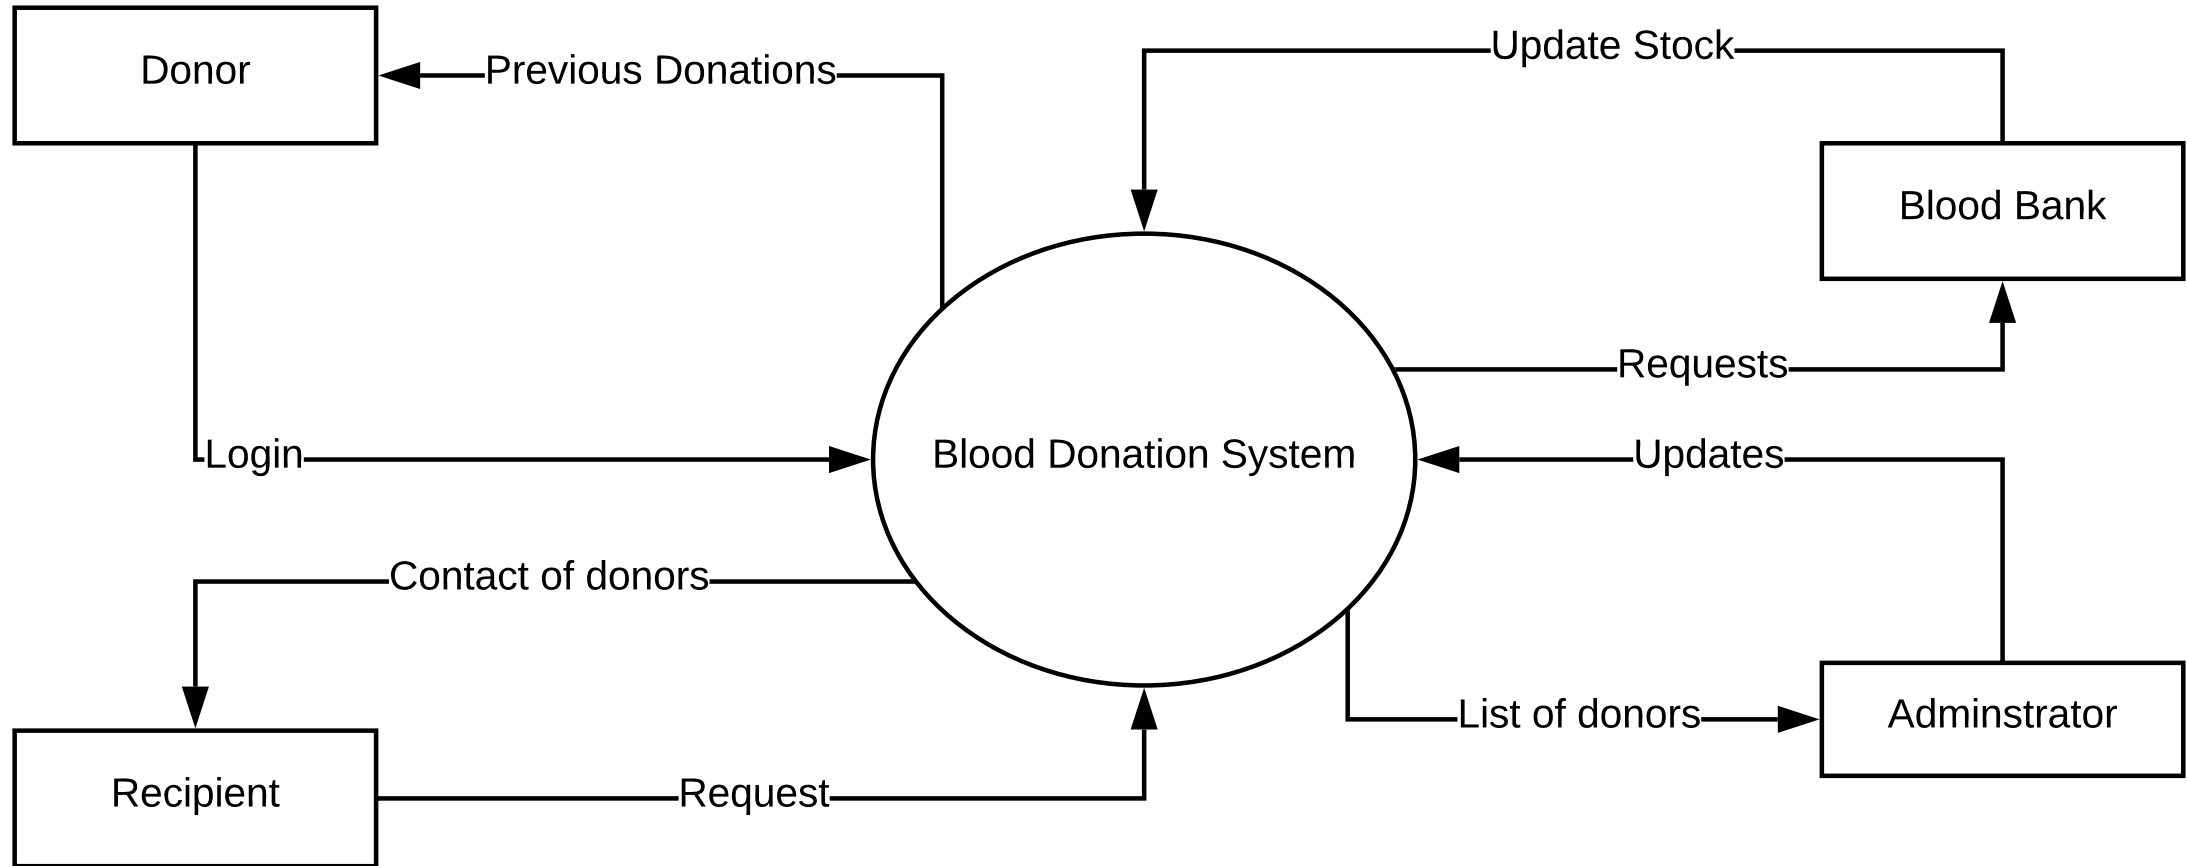 Donor
Previous Donations
Update Stock
Blood Bank
Requests
Login
Blood Donation System
Updates
Contact of donors
List of donors
Adminstrator
Recipient
Request